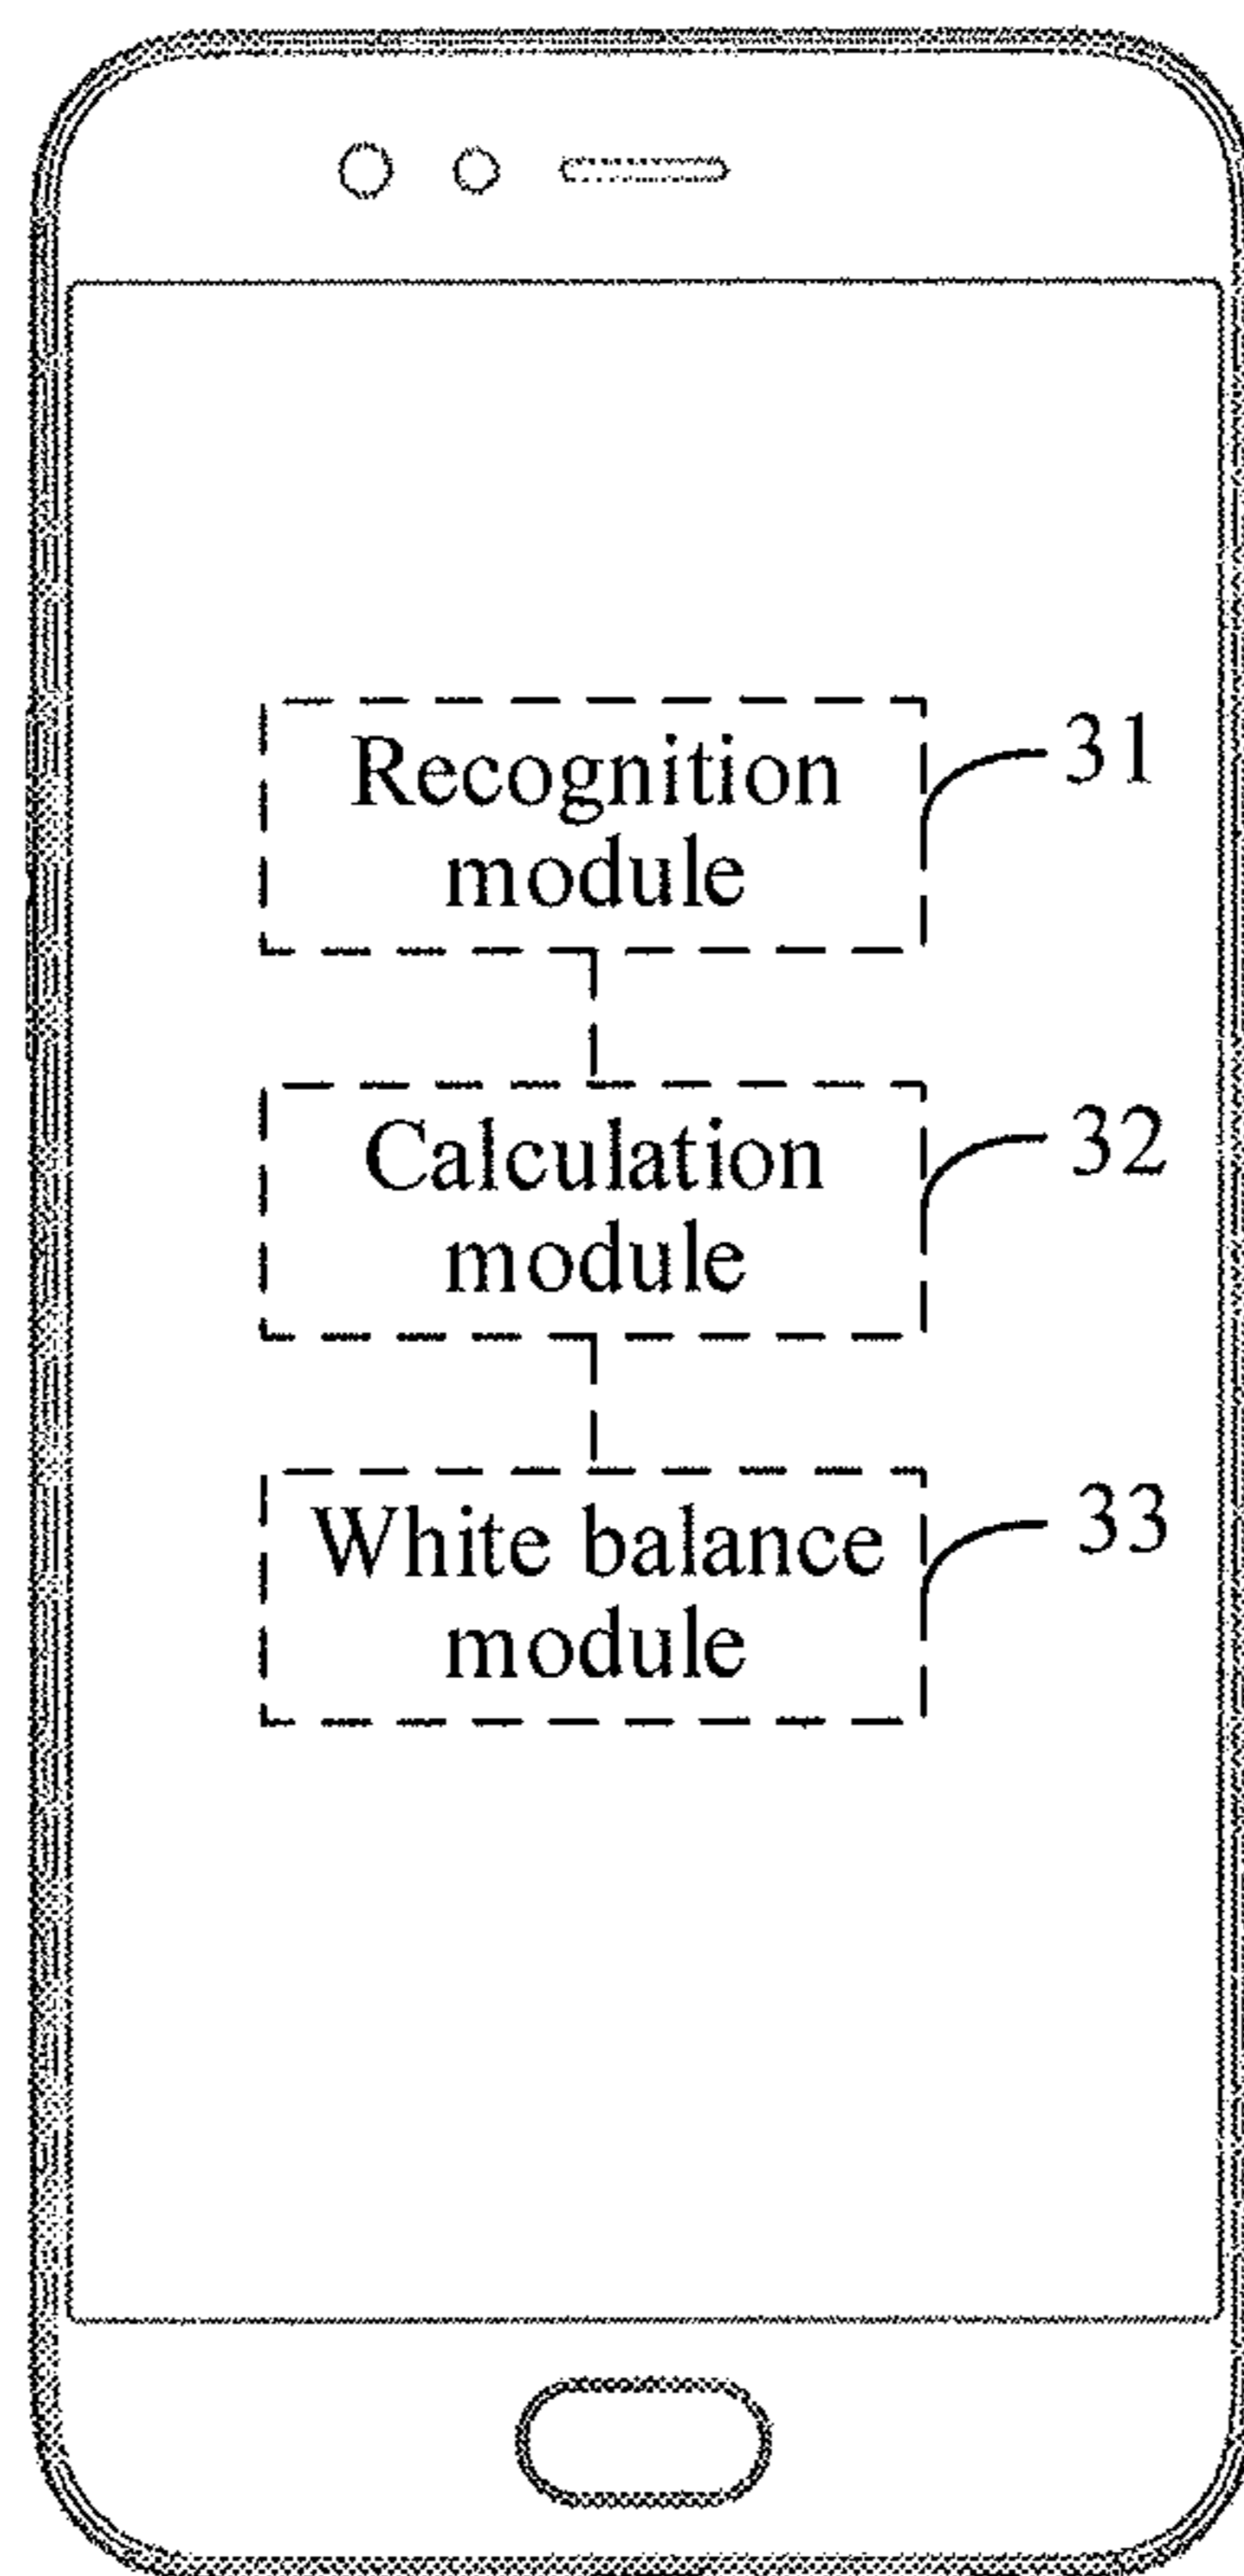 Recognition
module
31
Calculation
module
32
White balance
module
33